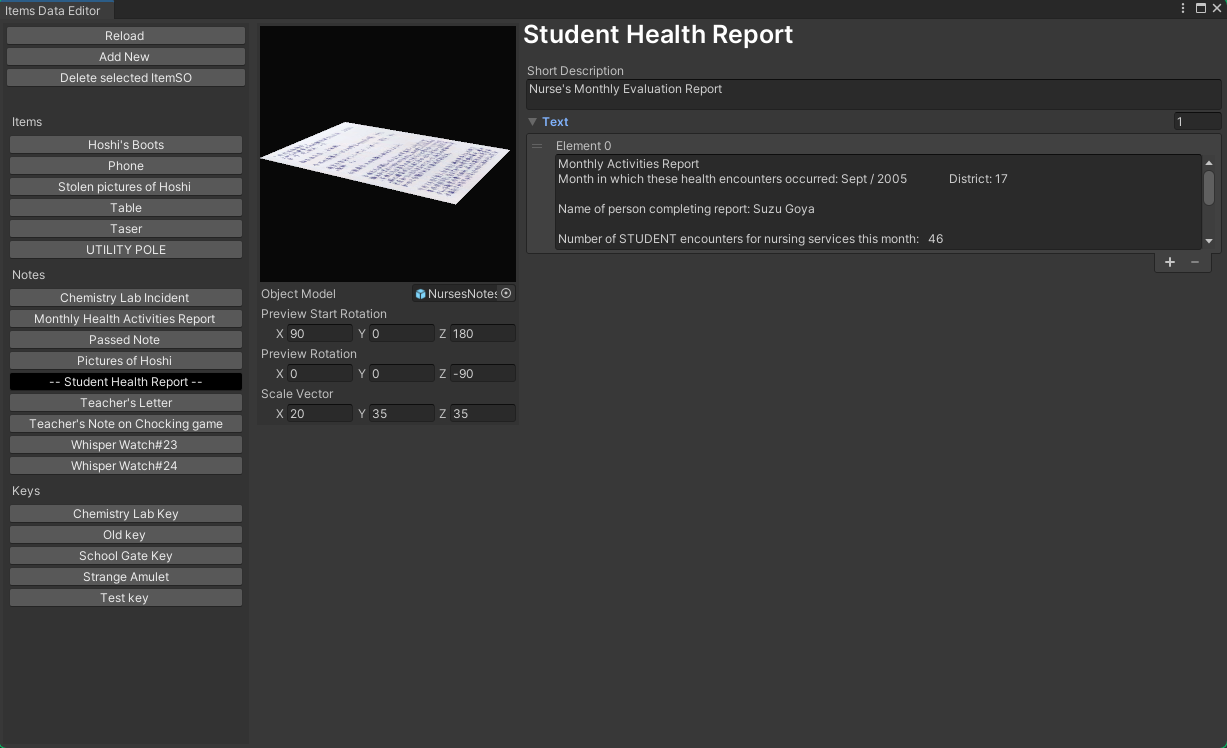 Items Data Editor
Reload
Add New
Delete selected ItemSO
Items
Hoshi's Boots
Phone
Stolen pictures of Hoshi
Table
Taser
UTILITY POLE
Notes
Chemistry Lab Incident
Monthly Health Activities Report
Passed Note
Pictures of Hoshi
-- Student Health Report --
Teacher's Letter
Teacher's Note on Chocking game
Whisper Watch#23
Whisper Watch#24
Keys
Chemistry Lab Key
Old key
School Gate Key
Strange Amulet
Test key
Object Model NursesNotes
Preview Start Rotation
X 90 Y 0 Z 180
Preview Rotation
X 0 Y 0 Z -90
Scale Vector
X 20 Y 35 Z 35
Student Health Report
Short Description
Nurse's Monthly Evaluation Report
Text 1
Element 0
Monthly Activities Report
Month in which these health encounters occurred: Sept / 2005 District: 17
Name of person completing report: Suzu Goya
Number of STUDENT encounters for nursing services this month: 46